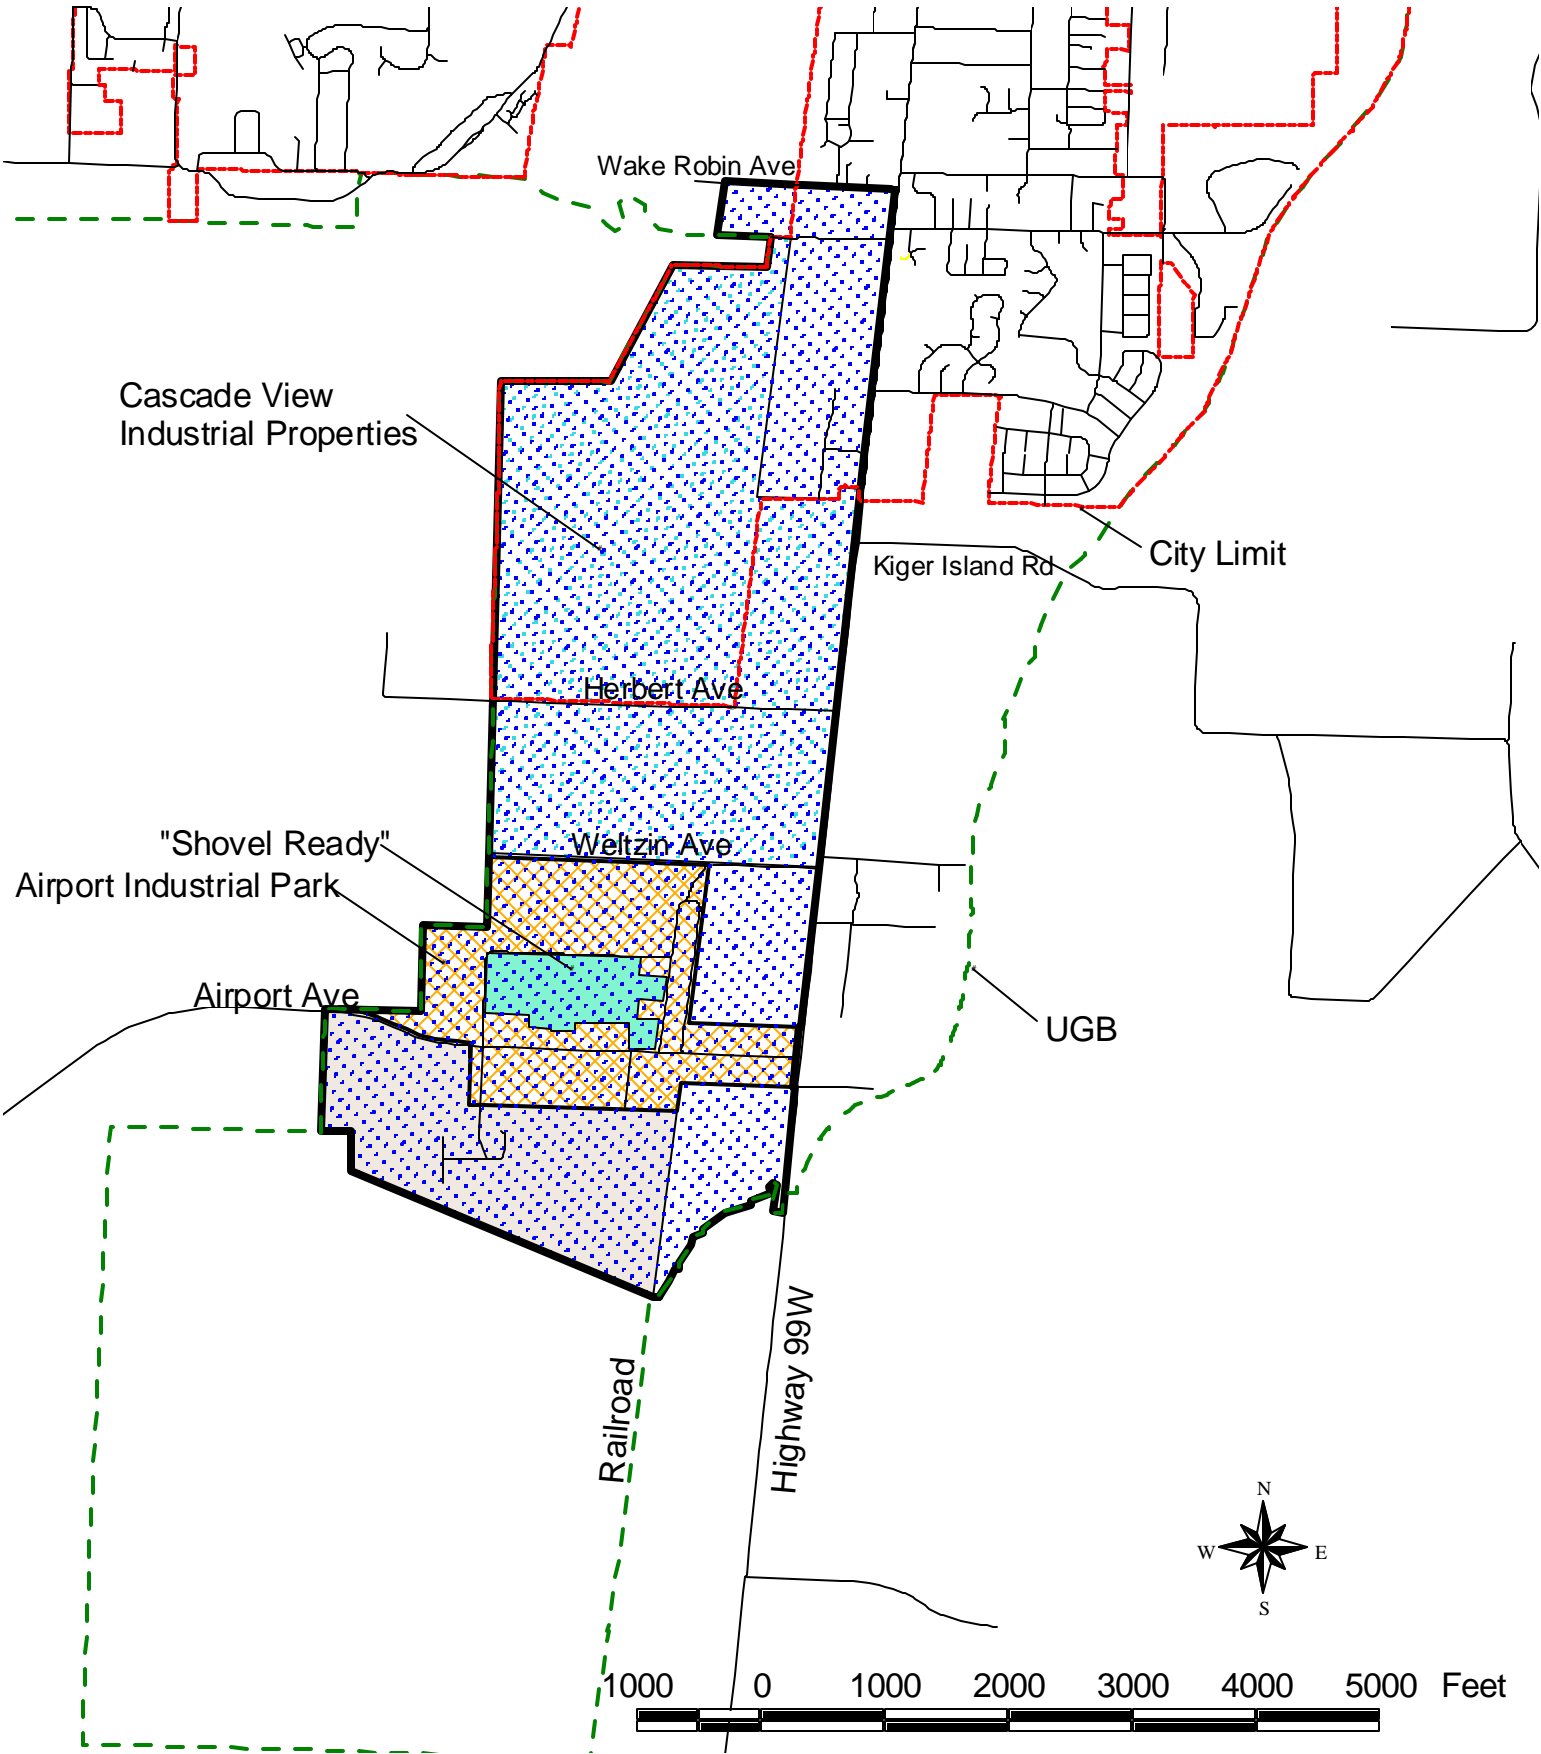 Wake Robin Ave
Cascade View
Industrial Properties
City Limit
Kiger Island Rd
Herbert Ave
"Shovel Ready"
Weltzin Ave
Airport Industrial Park
Airport Ave
UGB
Railroad
Highway 99W
N
W
E
S
1000 0 1000 2000 3000 4000 5000 Feet